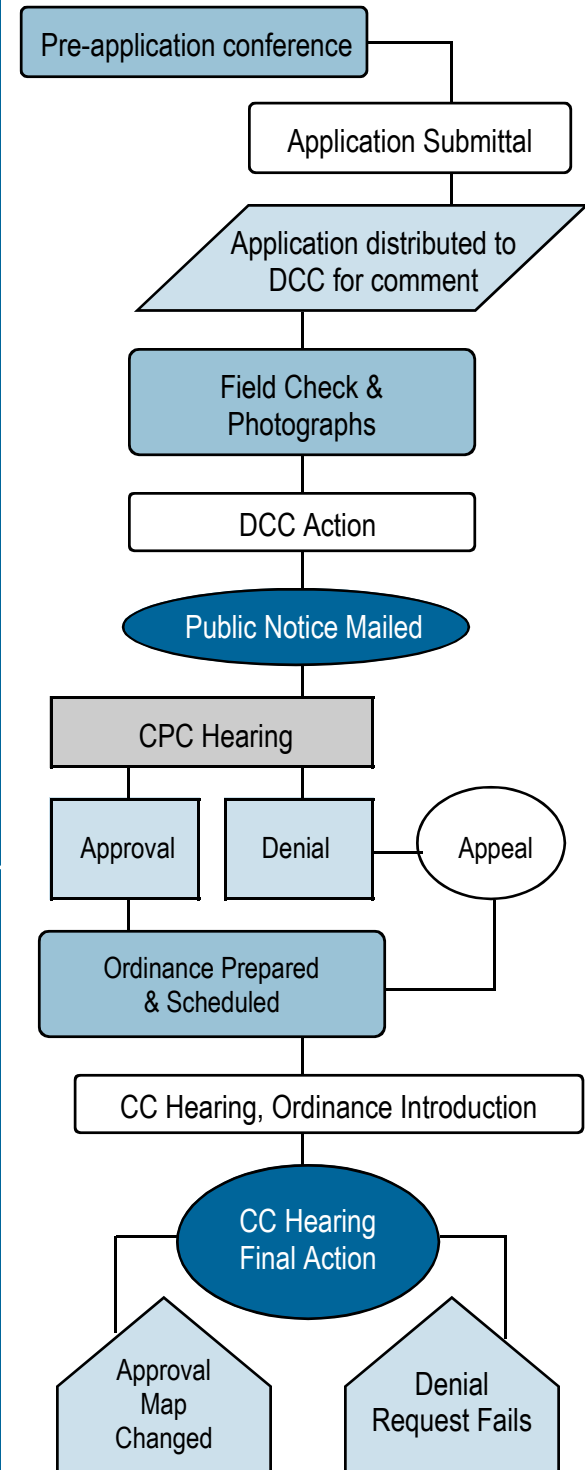 Pre-application conference
Application Submittal
Application distributed to
DCC for comment
Field Check &
Photographs
DCC Action
Public Notice Mailed
CPC Hearing
Approval
Denial
Appeal
Ordinance Prepared
& Scheduled
CC Hearing, Ordinance Introduction
CC Hearing
Final Action
Approval
Map
Changed
Denial
Request Fails